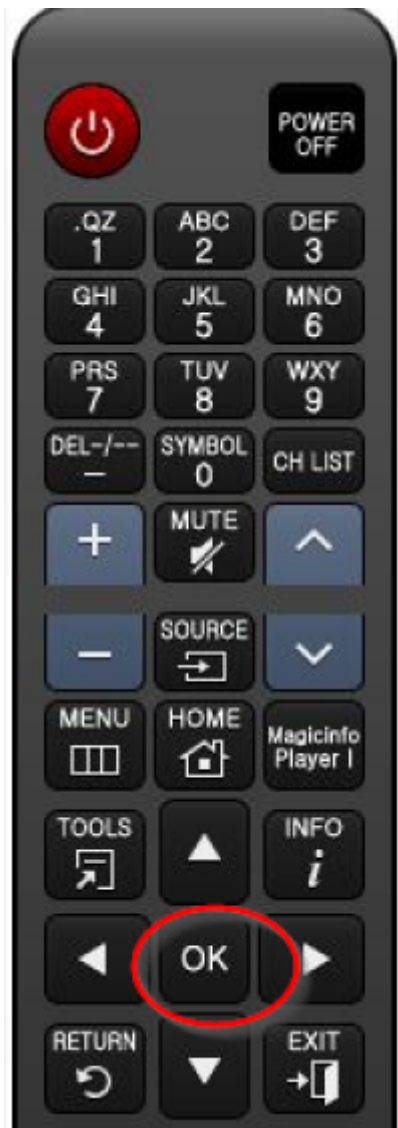 POWER
OFF
.QZ ABC DEF
1 2 3
GHI JKL MNO
4 5 6
PRS TUV WXY
7 8 9
DEL-/-- SYMBOL CH LIST
— 0
+ MUTE
SOURCE
–
MENU HOME Magicinfo
Player I
TOOLS INFO
i
OK
RETURN EXIT